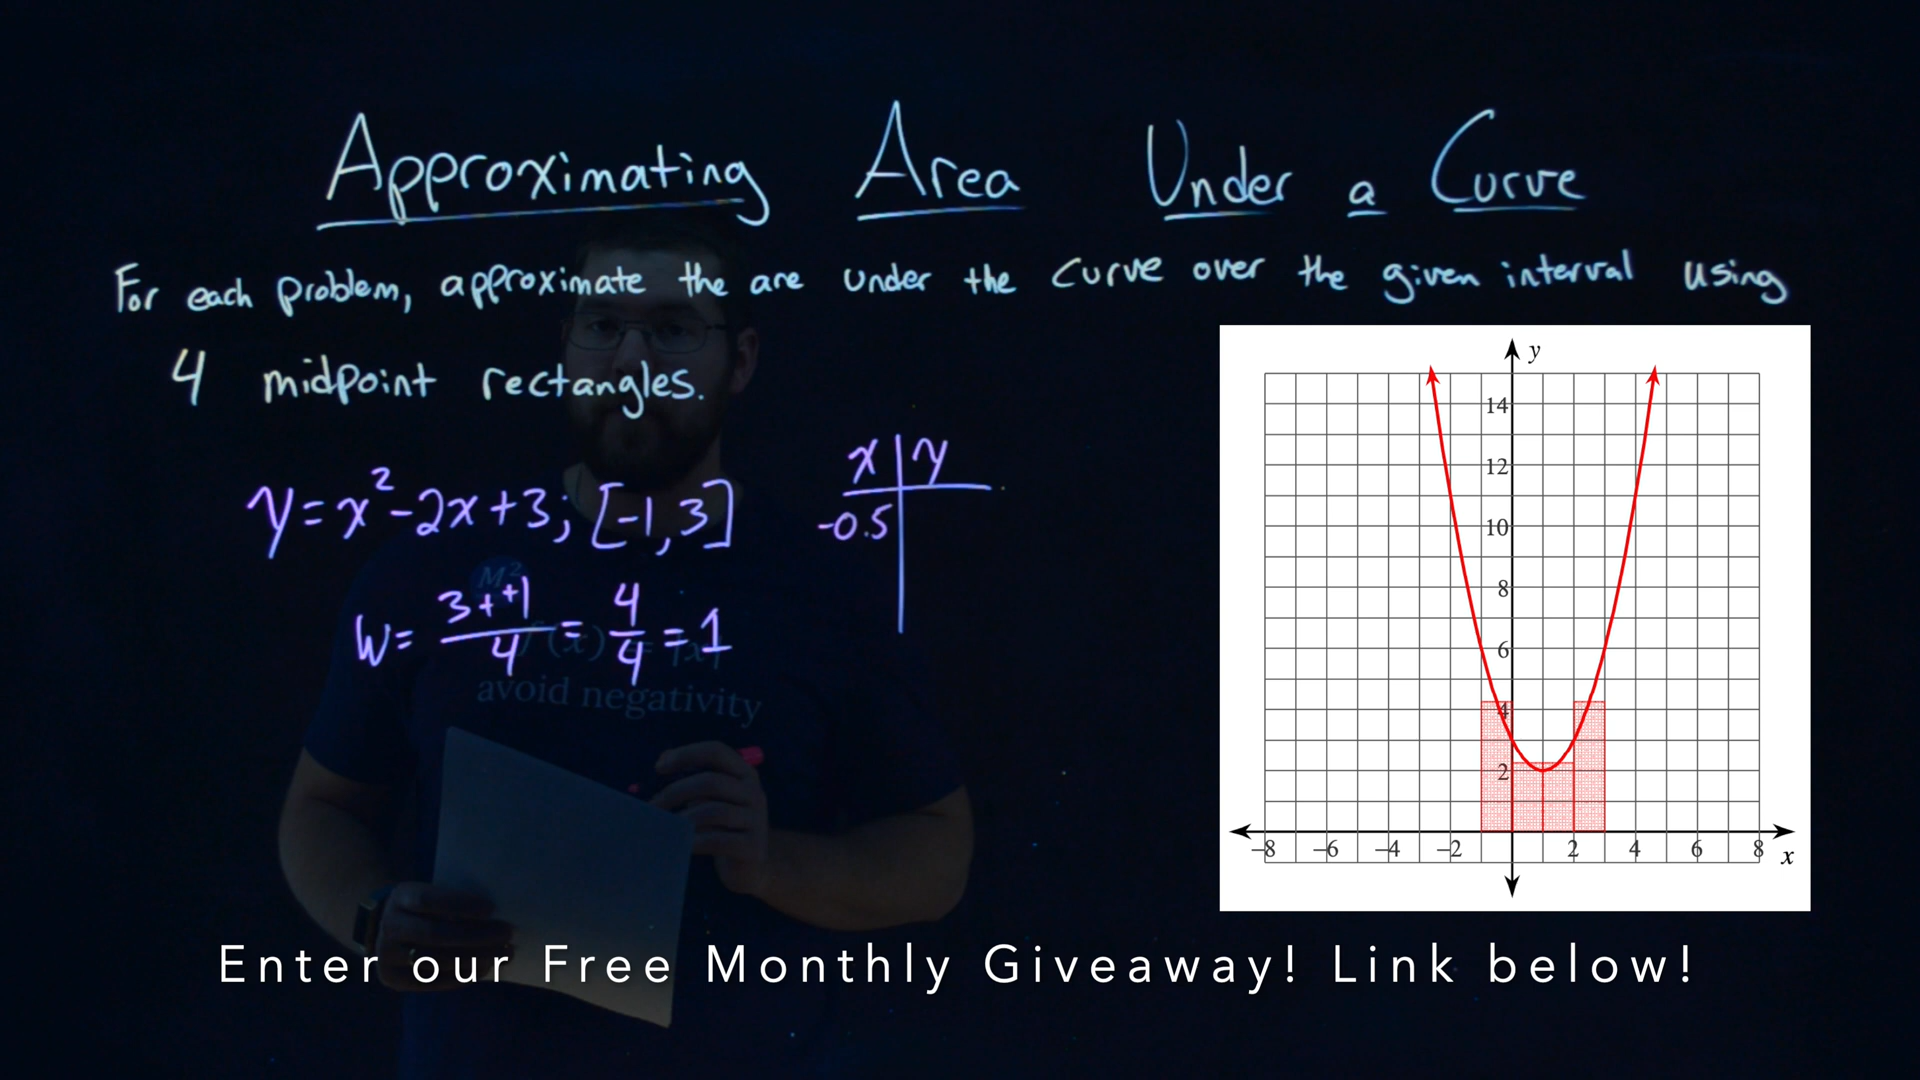 Approximating Area Under a Curve
For each problem, approximate the are under the curve over the given interval using
4 midpoint rectangles.
x | y
y = x² - 2x + 3; [-1, 3]
-0.5
W = 3++1/4 = 4/4 = 1
M²
f(x) = |x|
avoid negativity
y
14
12
10
8
6
4
2
-8 -6 -4 -2 2 4 6 8 x
Enter our Free Monthly Giveaway! Link below!